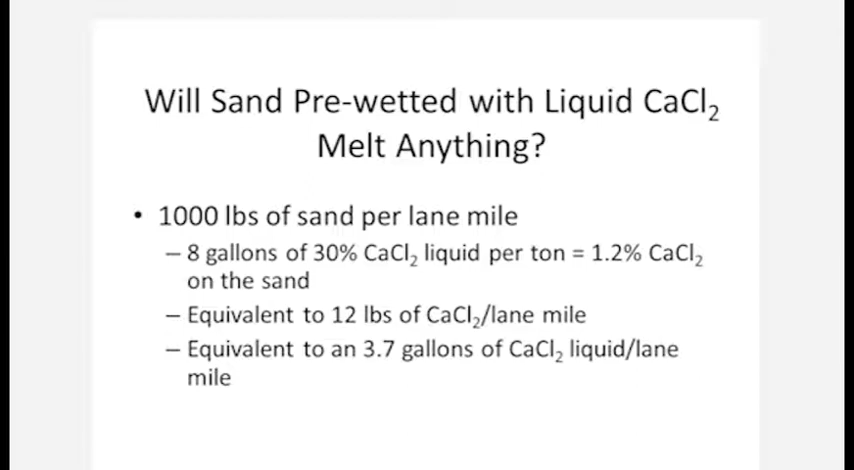 Will Sand Pre-wetted with Liquid CaCl₂
Melt Anything?
• 1000 lbs of sand per lane mile
– 8 gallons of 30% CaCl₂ liquid per ton = 1.2% CaCl₂
on the sand
– Equivalent to 12 lbs of CaCl₂/lane mile
– Equivalent to an 3.7 gallons of CaCl₂ liquid/lane
mile